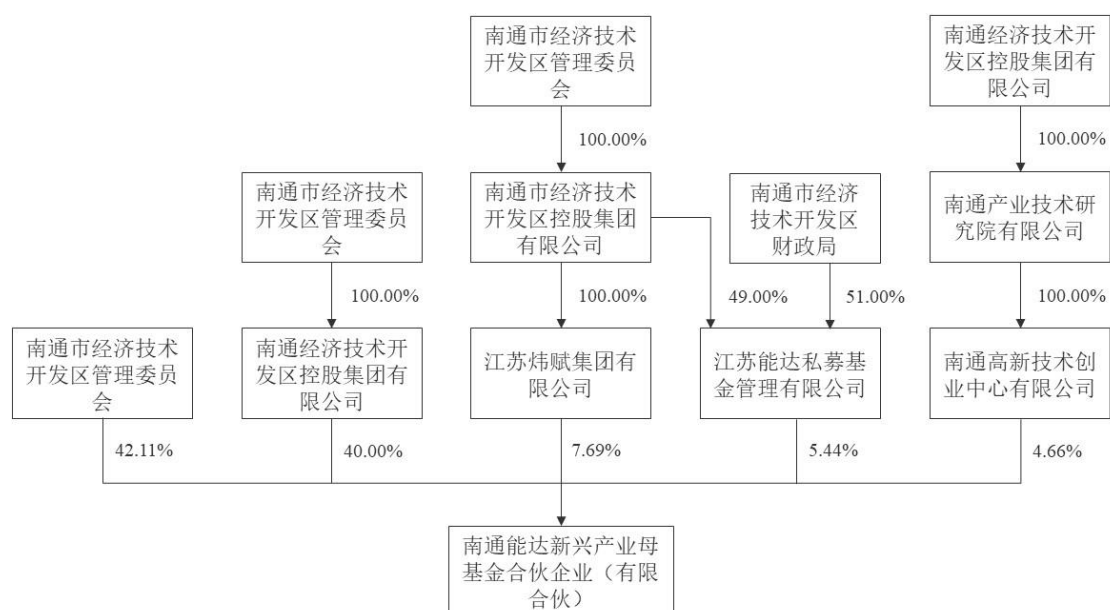 南通市经济技术
开发区管理委员
会
南通经济技术开
发区控股集团有
限公司
100.00%
100.00%
南通市经济技术
开发区管理委员
会
南通市经济技术
开发区控股集团
有限公司
南通市经济
技术开发区
财政局
南通产业技术研
究院有限公司
100.00%
100.00%
49.00%
51.00%
100.00%
南通市经济技术
开发区管理委员
会
南通经济技术开
发区控股集团有
限公司
江苏炜赋集团有
限公司
江苏能达私募基
金管理有限公司
南通高新技术创
业中心有限公司
42.11%
40.00%
7.69%
5.44%
4.66%
南通能达新兴产业母
基金合伙企业（有限
合伙）